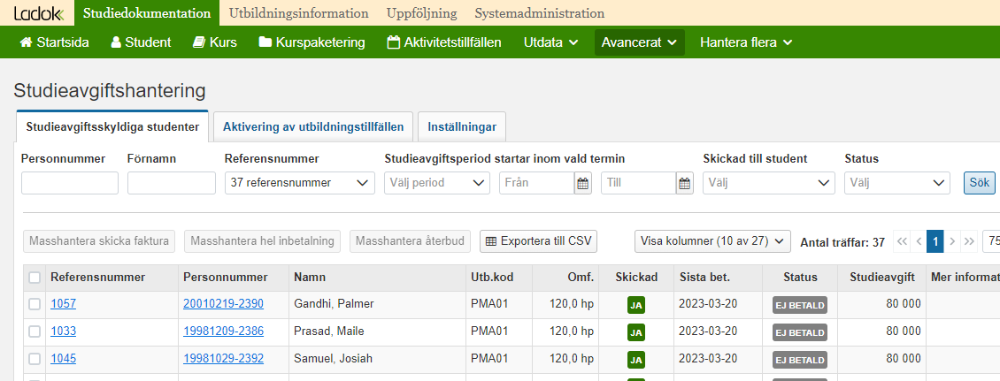 Ladok Studiedokumentation Utbildningsinformation Uppföljning Systemadministration
Startsida Student Kurs Kurspaketering Aktivitetstillfällen Utdata Avancerat Hantera flera
Studieavgiftshantering
Studieavgiftsskyldiga studenter Aktivering av utbildningstillfällen Inställningar
Personnummer Förnamn Referensnummer Studieavgiftsperiod startar inom vald termin Skickad till student Status
37 referensnummer Välj period Från Till Välj Välj Sök
Masshantera skicka faktura Masshantera hel inbetalning Masshantera återbud Exportera till CSV Visa kolumner (10 av 27) Antal träffar: 37 << < 1 > >> 75
Referensnummer Personnummer Namn Utb.kod Omf. Skickad Sista bet. Status Studieavgift Mer informat
1057 20010219-2390 Gandhi, Palmer PMA01 120,0 hp JA 2023-03-20 EJ BETALD 80 000
1033 19981209-2386 Prasad, Maile PMA01 120,0 hp JA 2023-03-20 EJ BETALD 80 000
1045 19981029-2392 Samuel, Josiah PMA01 120,0 hp JA 2023-03-20 EJ BETALD 80 000